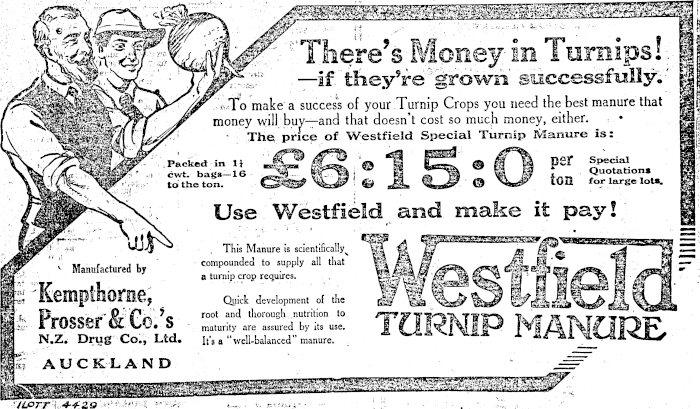 There's Money in Turnips!
—if they're grown successfully.
To make a success of your Turnip Crops you need the best manure that
money will buy—and that doesn't cost so much money, either.
The price of Westfield Special Turnip Manure is:
Packed in 1¼
cwt. bags—16
to the ton.
£6:15:0
per
ton
Special
Quotations
for large lots.
Use Westfield and make it pay!
Manufactured by
Kempthorne,
Prosser & Co.'s
N.Z. Drug Co., Ltd.
AUCKLAND
This Manure is scientifically
compounded to supply all that
a turnip crop requires.
Quick development of the
root and thorough nutrition to
maturity are assured by its use.
It's a "well-balanced" manure.
Westfield
TURNIP MANURE
ILOTT 4429